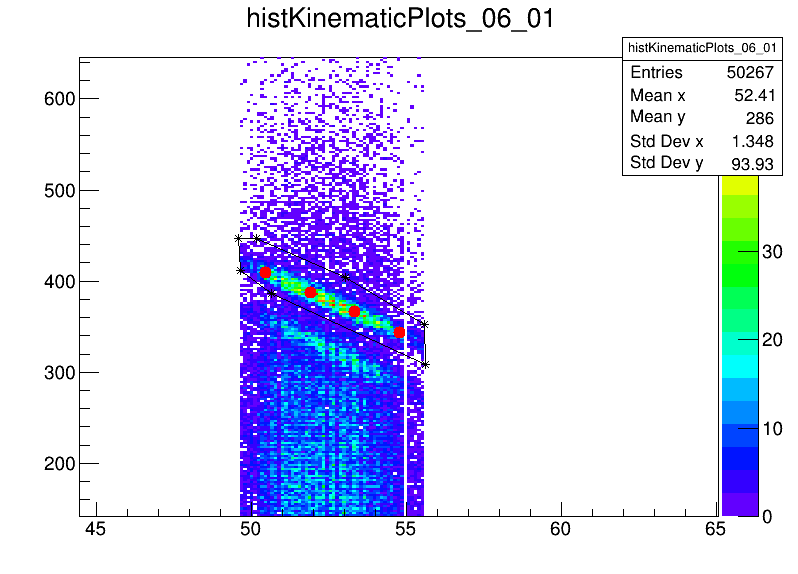 histKinematicPlots_06_01
histKinematicPlots_06_01
Entries 50267
Mean x 52.41
Mean y 286
Std Dev x 1.348
Std Dev y 93.93
600
500
400
300
200
45 50 55 60 65
30
20
10
0